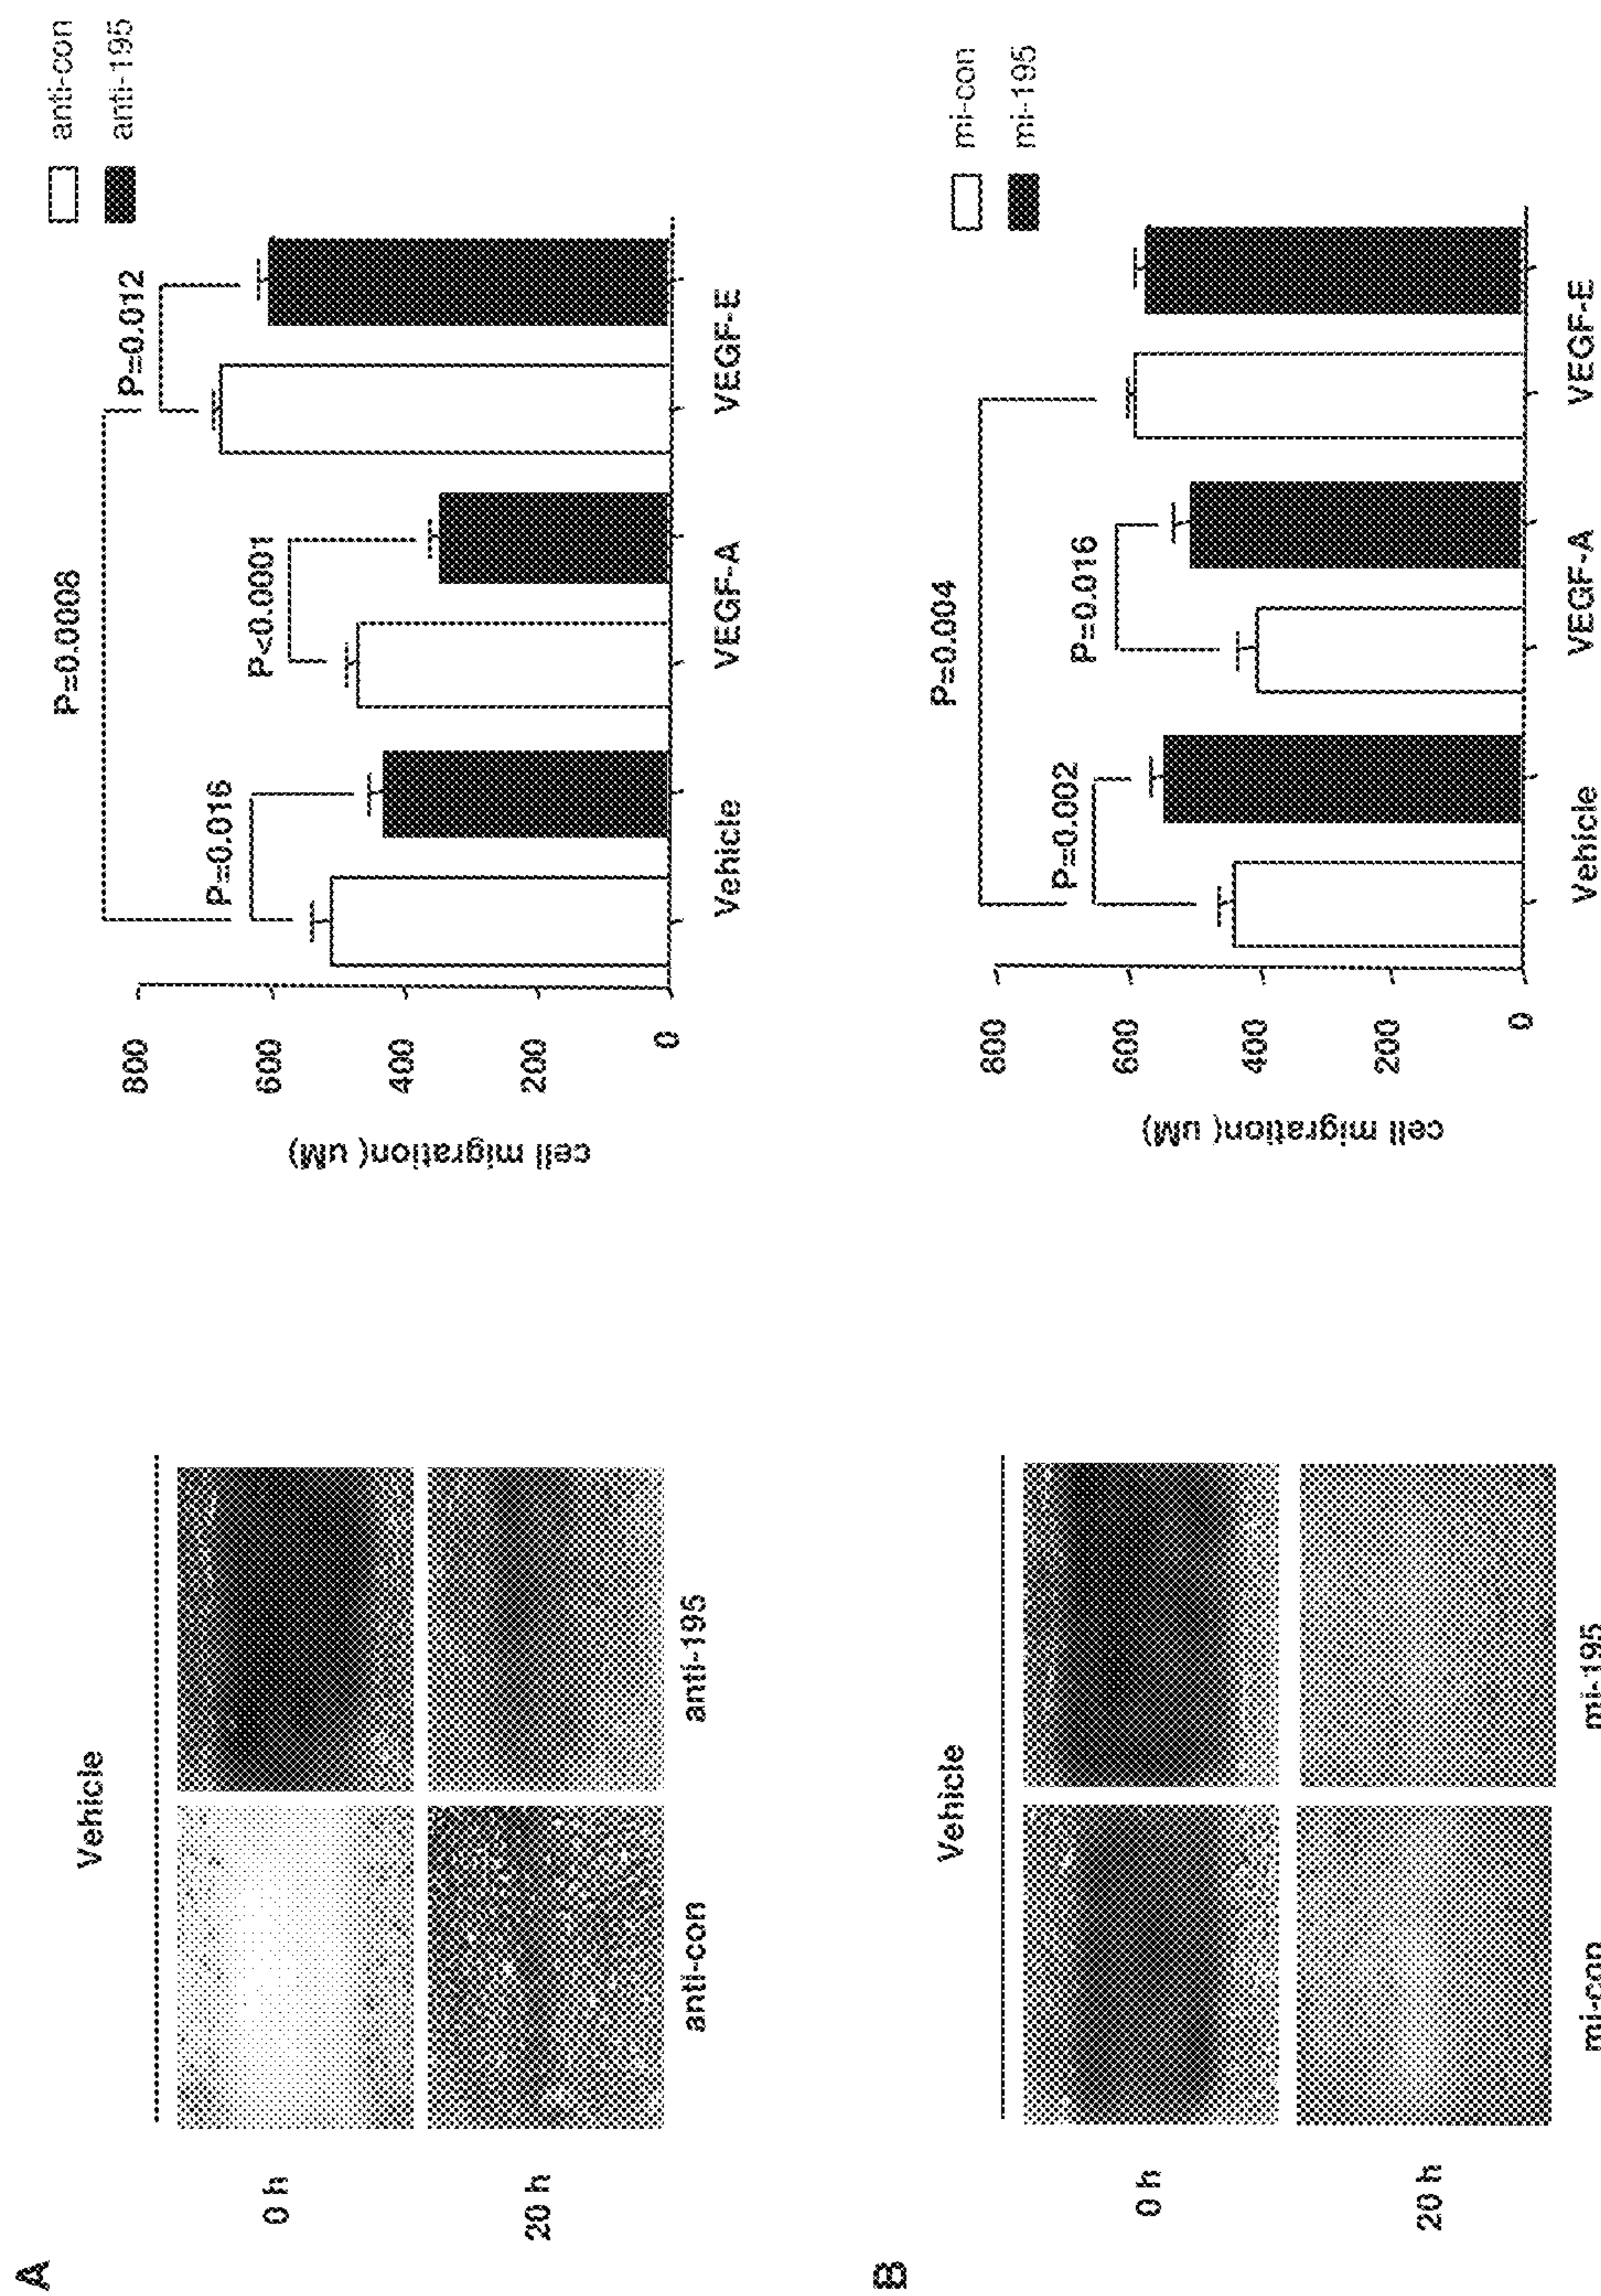 A
Vehicle
0 h
20 h
anti-con
anti-195
cell migration( uM)
800
600
400
200
0
P=0.0008
P=0.016
P<0.0001
P=0.012
Vehicle
VEGF-A
VEGF-E
anti-con
anti-195
B
Vehicle
0 h
20 h
mi-con
mi-195
cell migration( uM)
800
600
400
200
0
P=0.004
P=0.002
P=0.016
Vehicle
VEGF-A
VEGF-E
mi-con
mi-195